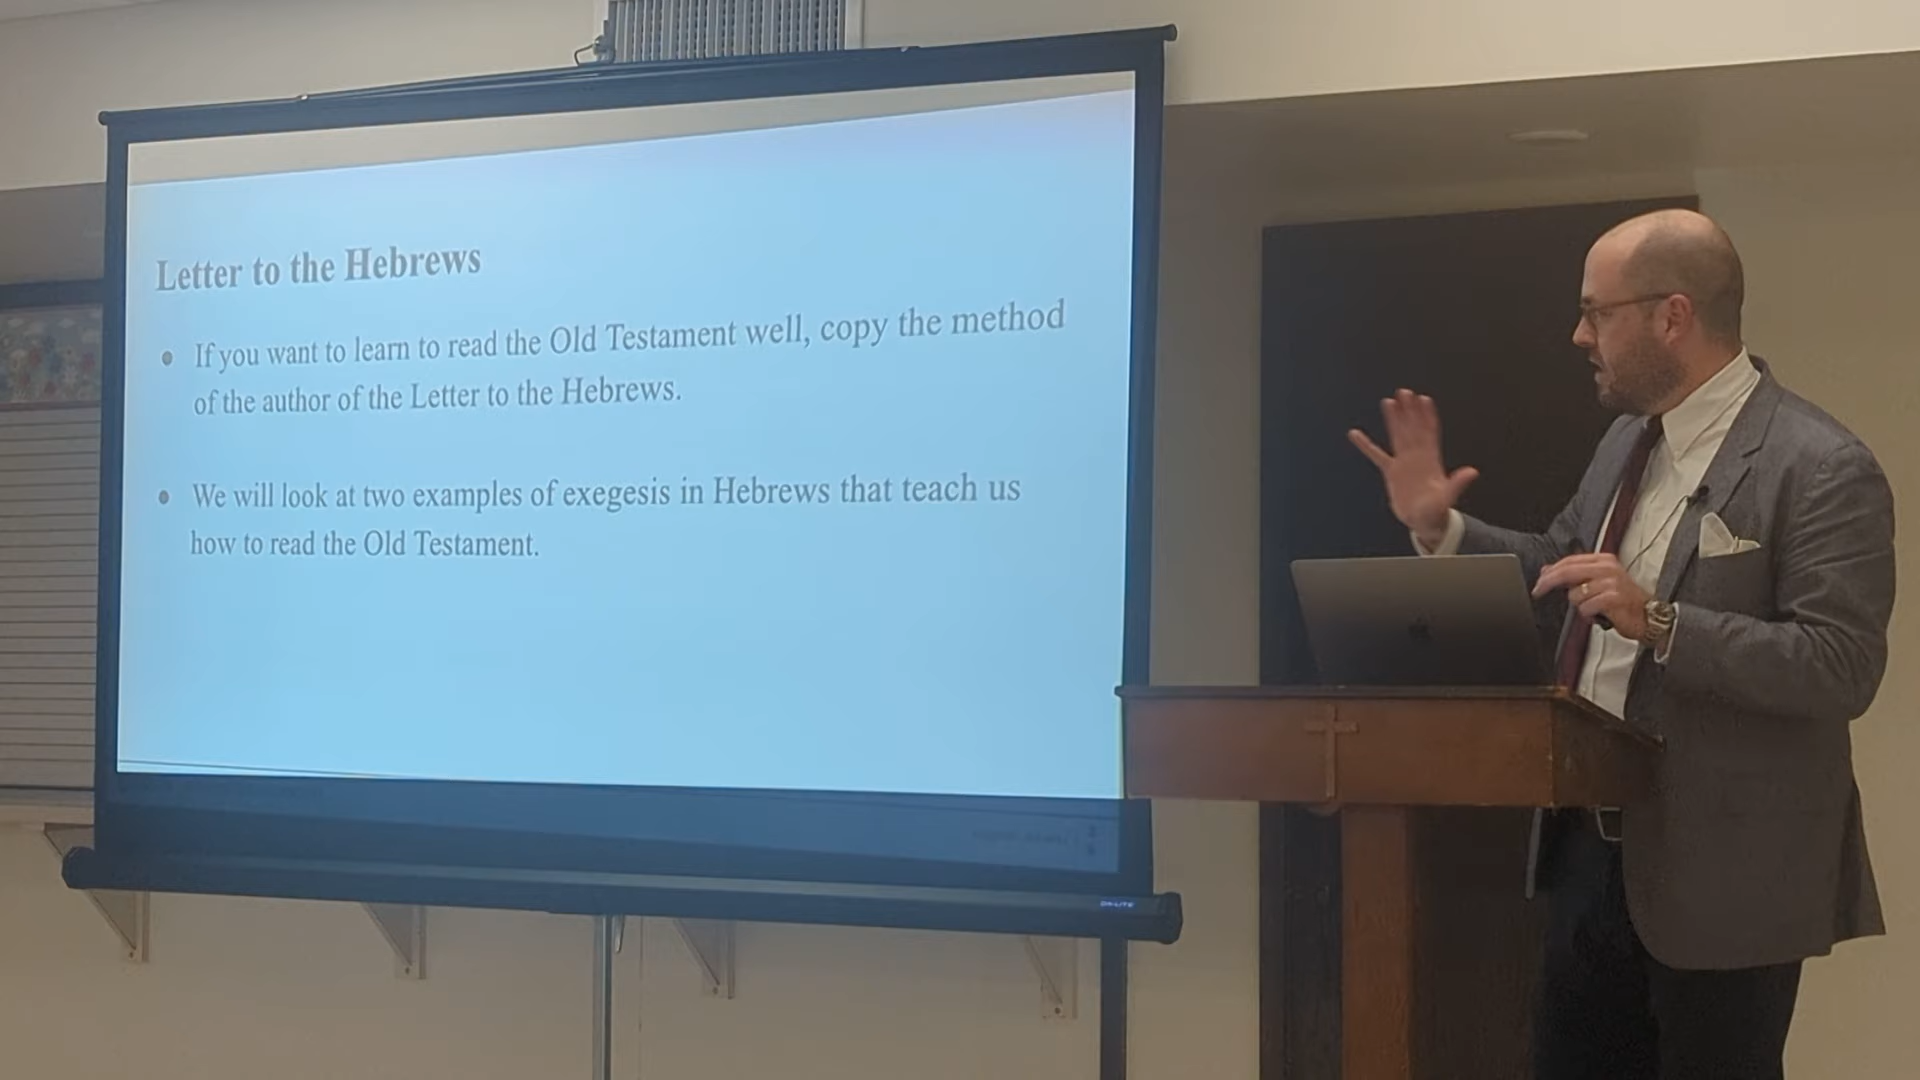 Letter to the Hebrews
• If you want to learn to read the Old Testament well, copy the method
of the author of the Letter to the Hebrews.
• We will look at two examples of exegesis in Hebrews that teach us
how to read the Old Testament.
DA-LITE